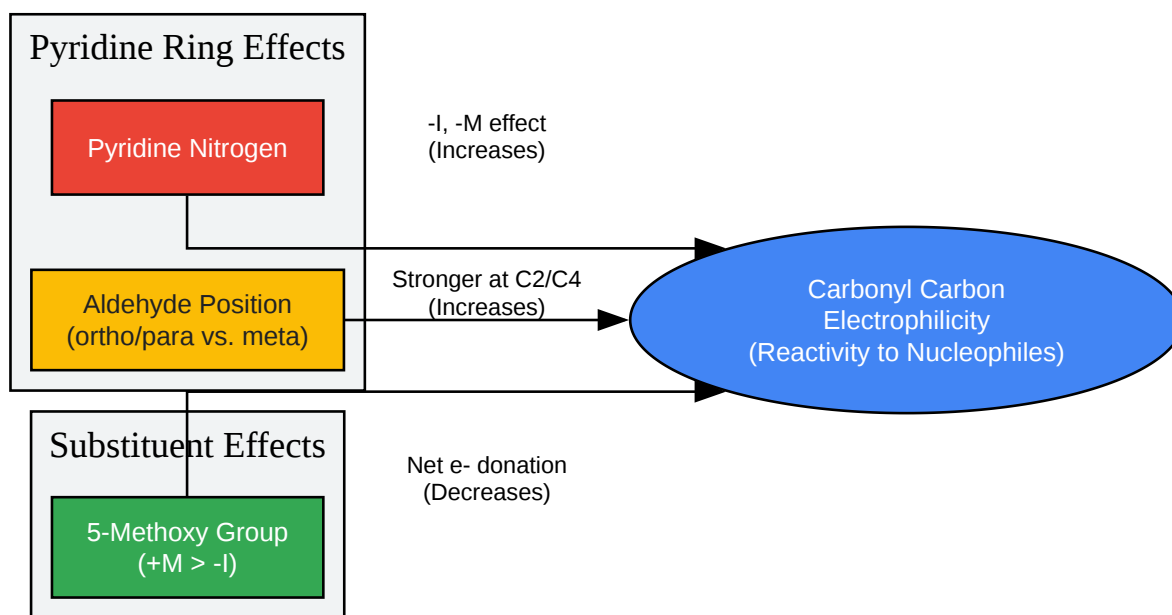 Pyridine Ring Effects
Pyridine Nitrogen
-I, -M effect
(Increases)
Aldehyde Position
(ortho/para vs. meta)
Stronger at C2/C4
(Increases)
Carbonyl Carbon
Electrophilicity
(Reactivity to Nucleophiles)
Substituent Effects
Net e- donation
(Decreases)
5-Methoxy Group
(+M > -I)